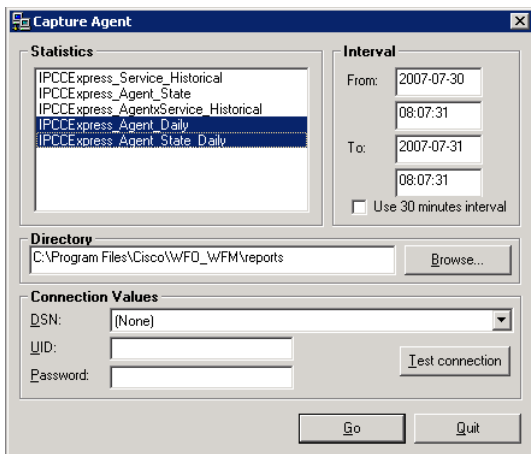 Capture Agent
Statistics
IPCCExpress_Service_Historical
IPCCExpress_Agent_State
IPCCExpress_AgentxService_Historical
IPCCExpress_Agent_Daily
IPCCExpress_Agent_State_Daily
Interval
From: 2007-07-30
08:07:31
To: 2007-07-31
08:07:31
Use 30 minutes interval
Directory
C:\Program Files\Cisco\WFO_WFM\reports
Browse...
Connection Values
DSN: (None)
UID:
Password:
Test connection
Go Quit